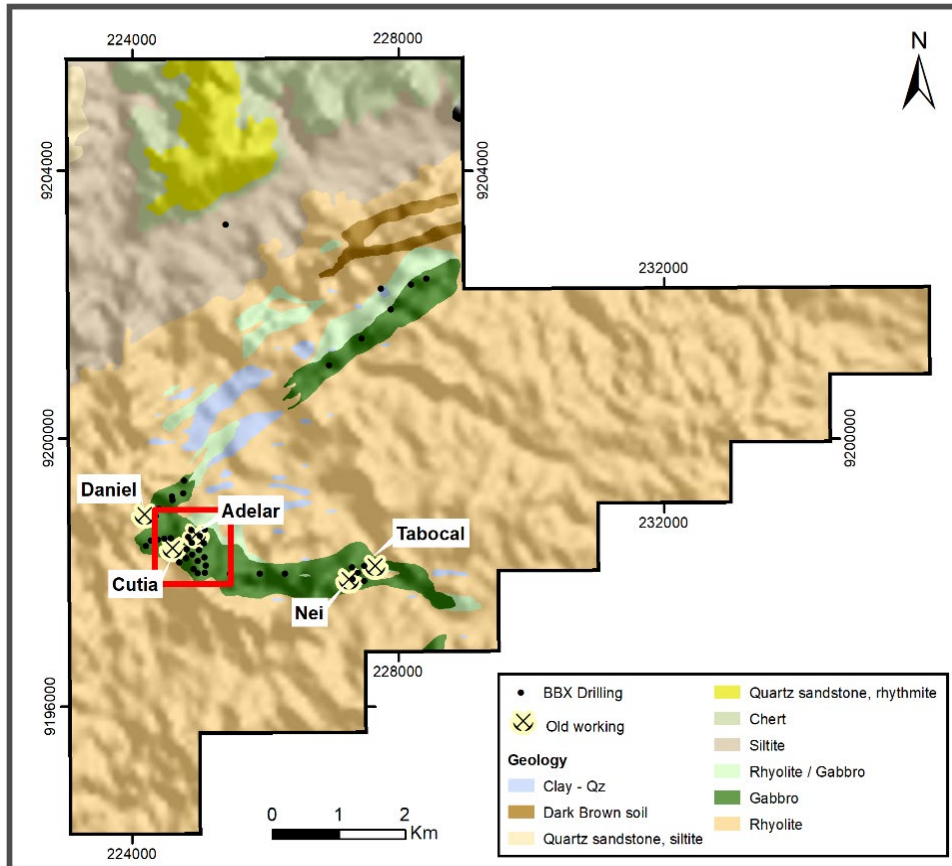 224000
228000
N
9204000
9204000
232000
9200000
9200000
Daniel
Adelar
232000
Tabocal
Cutia
Nei
228000
9196000
BBX Drilling
Old working
Geology
Clay - Qz
Dark Brown soil
Quartz sandstone, siltite
Quartz sandstone, rhythmite
Chert
Siltite
Rhyolite / Gabbro
Gabbro
Rhyolite
0 1 2
Km
224000